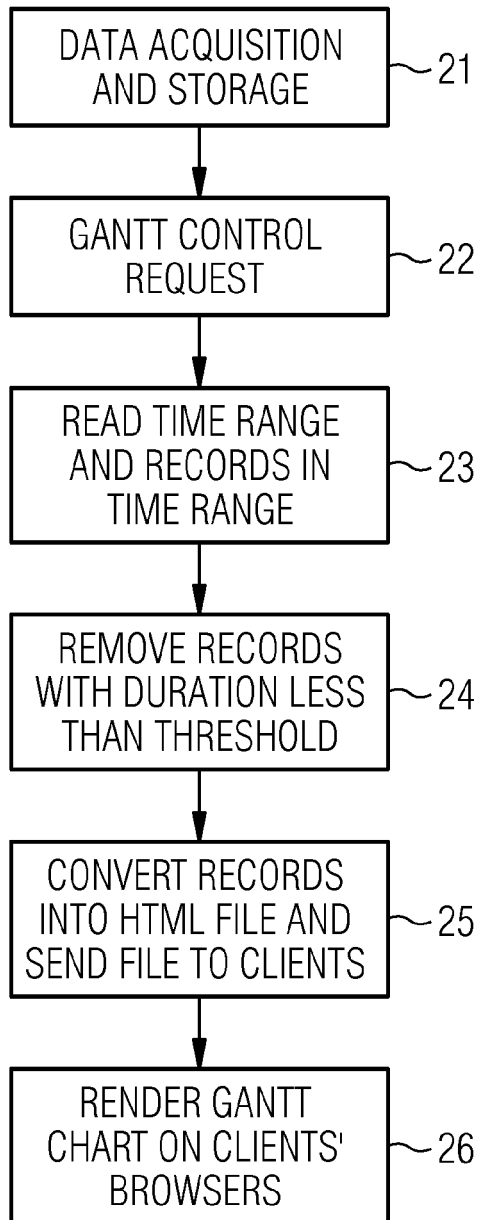 DATA ACQUISITION
AND STORAGE
21
GANTT CONTROL
REQUEST
22
READ TIME RANGE
AND RECORDS IN
TIME RANGE
23
REMOVE RECORDS
WITH DURATION LESS
THAN THRESHOLD
24
CONVERT RECORDS
INTO HTML FILE AND
SEND FILE TO CLIENTS
25
RENDER GANTT
CHART ON CLIENTS'
BROWSERS
26